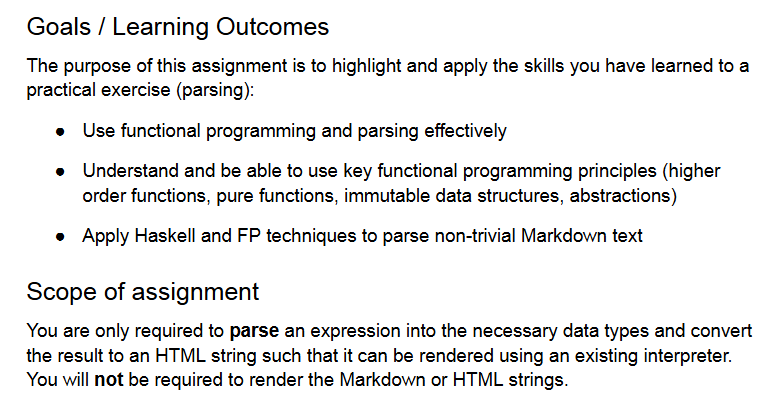 Goals / Learning Outcomes
The purpose of this assignment is to highlight and apply the skills you have learned to a
practical exercise (parsing):
● Use functional programming and parsing effectively
● Understand and be able to use key functional programming principles (higher
order functions, pure functions, immutable data structures, abstractions)
● Apply Haskell and FP techniques to parse non-trivial Markdown text
Scope of assignment
You are only required to parse an expression into the necessary data types and convert
the result to an HTML string such that it can be rendered using an existing interpreter.
You will not be required to render the Markdown or HTML strings.